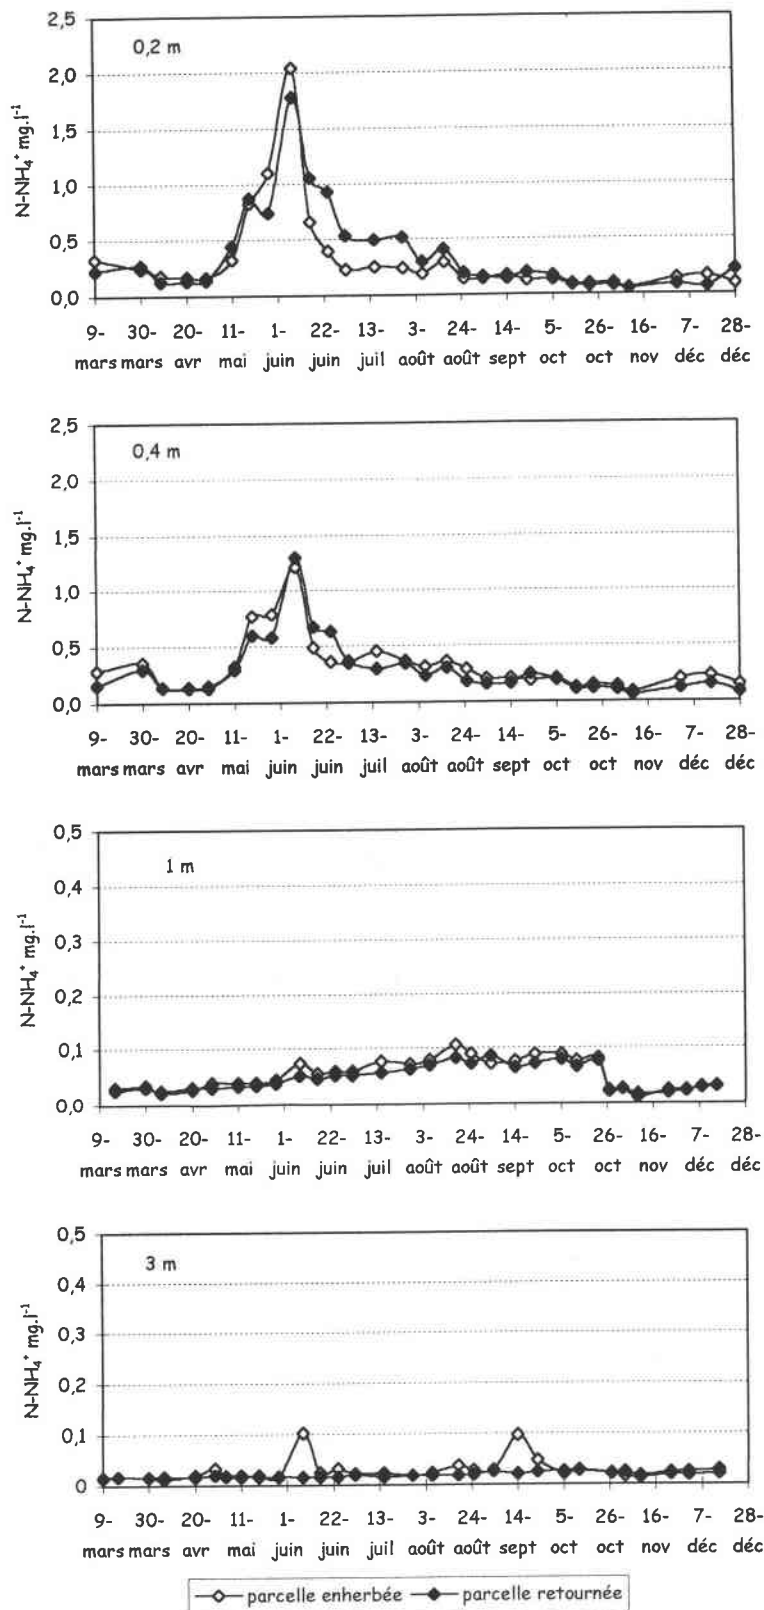 2,5
0,2 m
2,0
1,5
1,0
0,5
0,0
N-NH₄⁺ mg.l⁻¹
9- 30- 20- 11- 1- 22- 13- 3- 24- 14- 5- 26- 16- 7- 28-
mars mars avr mai juin juin juil août août sept oct oct nov déc déc
2,5
0,4 m
2,0
1,5
1,0
0,5
0,0
N-NH₄⁺ mg.l⁻¹
9- 30- 20- 11- 1- 22- 13- 3- 24- 14- 5- 26- 16- 7- 28-
mars mars avr mai juin juin juil août août sept oct oct nov déc déc
0,5
1 m
0,4
0,3
0,2
0,1
0,0
N-NH₄⁺ mg.l⁻¹
9- 30- 20- 11- 1- 22- 13- 3- 24- 14- 5- 26- 16- 7- 28-
mars mars avr mai juin juin juil août août sept oct oct nov déc déc
0,5
3 m
0,4
0,3
0,2
0,1
0
N-NH₄⁺ mg.l⁻¹
9- 30- 20- 11- 1- 22- 13- 3- 24- 14- 5- 26- 16- 7- 28-
mars mars avr mai juin juin juil août août sept oct oct nov déc déc
parcelle enherbée parcelle retournée